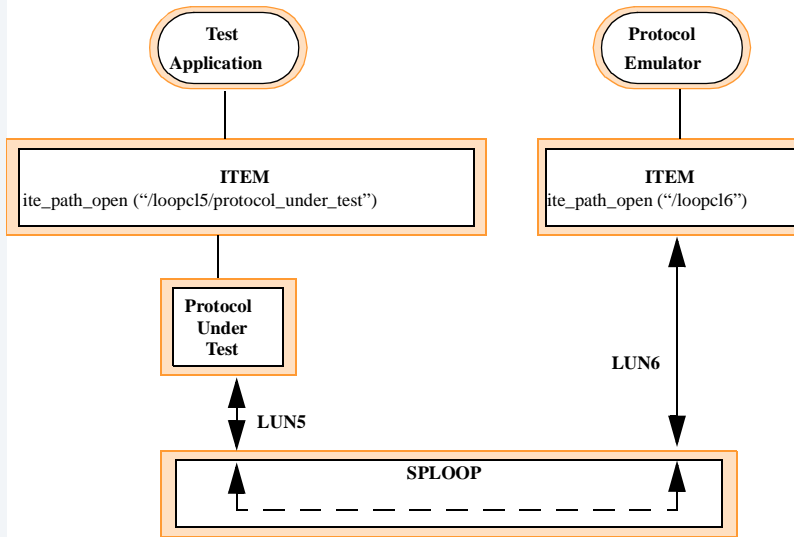 Test
Application
Protocol
Emulator
ITEM
ite_path_open (“/loopcl5/protocol_under_test”)
ITEM
ite_path_open (“/loopcl6”)
Protocol
Under
Test
LUN6
LUN5
SPLOOP